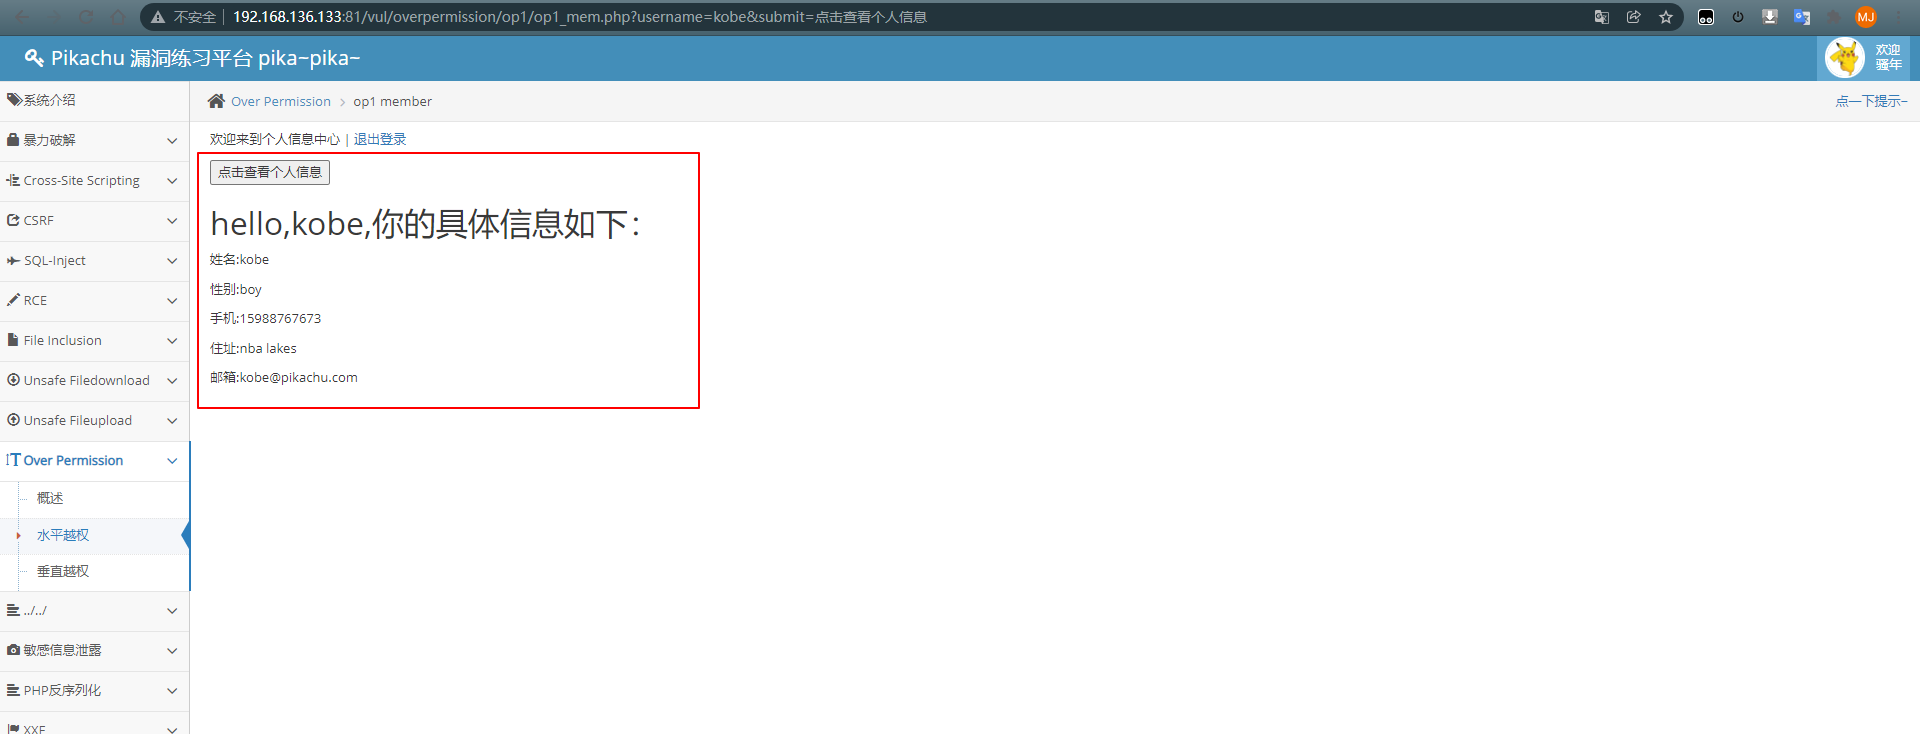 不安全 192.168.136.133:81/vul/overpermission/op1/op1_mem.php?username=kobe&submit=点击查看个人信息
MJ
Pikachu 漏洞练习平台 pika~pika~
欢迎
骚年
系统介绍
暴力破解
Cross-Site Scripting
CSRF
SQL-Inject
RCE
File Inclusion
Unsafe Filedownload
Unsafe Fileupload
Over Permission
概述
水平越权
垂直越权
../../
敏感信息泄露
PHP反序列化
XXE
Over Permission > op1 member
点一下提示~
欢迎来到个人信息中心 | 退出登录
点击查看个人信息
hello,kobe,你的具体信息如下：
姓名:kobe
性别:boy
手机:15988767673
住址:nba lakes
邮箱:kobe@pikachu.com